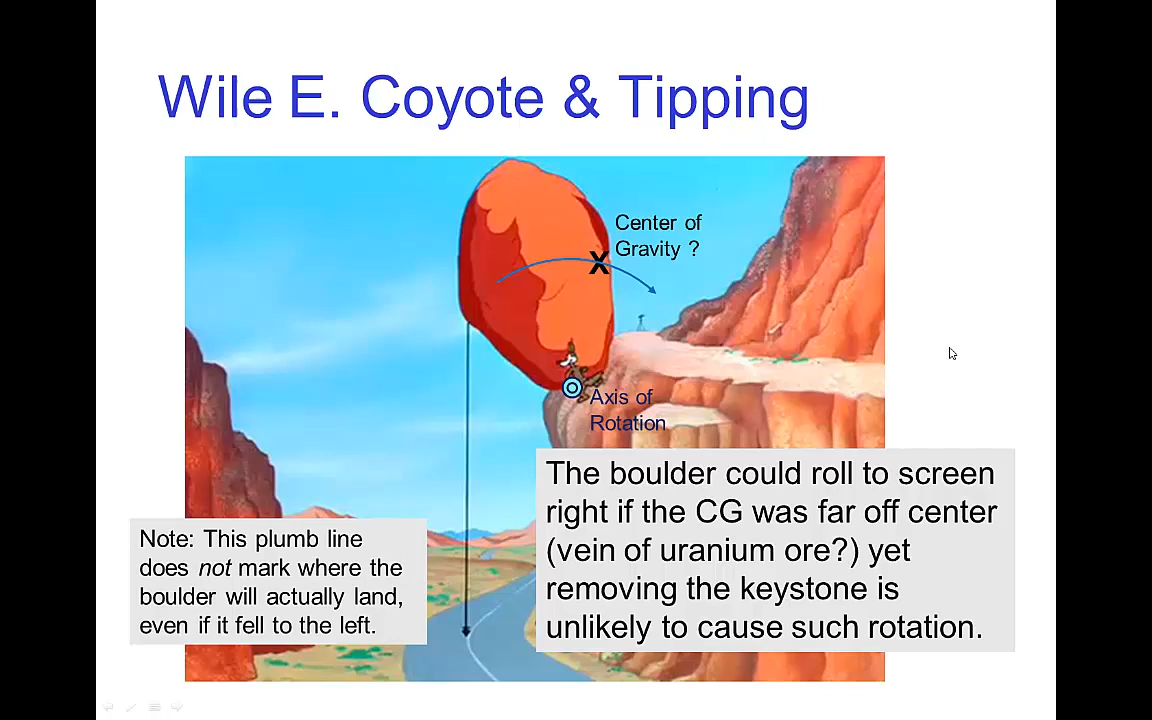 Wile E. Coyote & Tipping
Center of
Gravity ?
X
Axis of
Rotation
The boulder could roll to screen
right if the CG was far off center
(vein of uranium ore?) yet
removing the keystone is
unlikely to cause such rotation.
Note: This plumb line
does not mark where the
boulder will actually land,
even if it fell to the left.